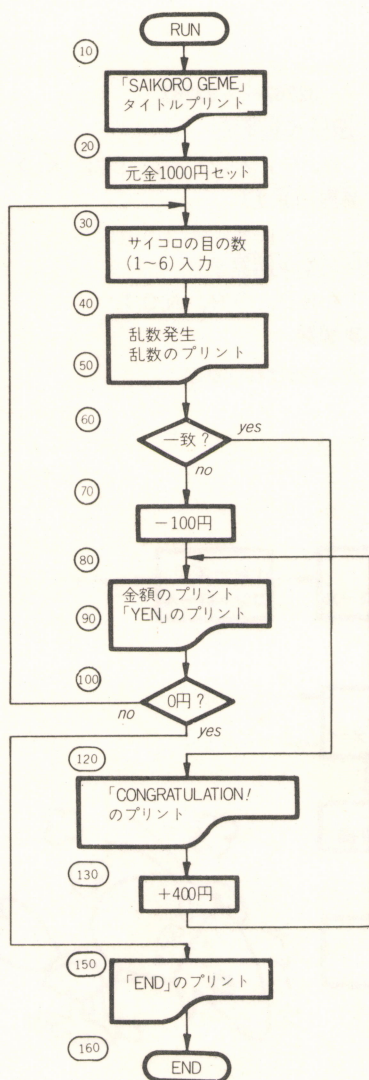 RUN
10
「SAIKORO GEME」
タイトルプリント
20
元金1000円セット
30
サイコロの目の数
(1~6)入力
40
乱数発生
乱数のプリント
50
60
一致?
yes
no
70
-100円
80
金額のプリント
「YEN」のプリント
90
100
0円?
no
yes
120
「CONGRATULATION!
のプリント
130
+400円
150
「END」のプリント
160
END